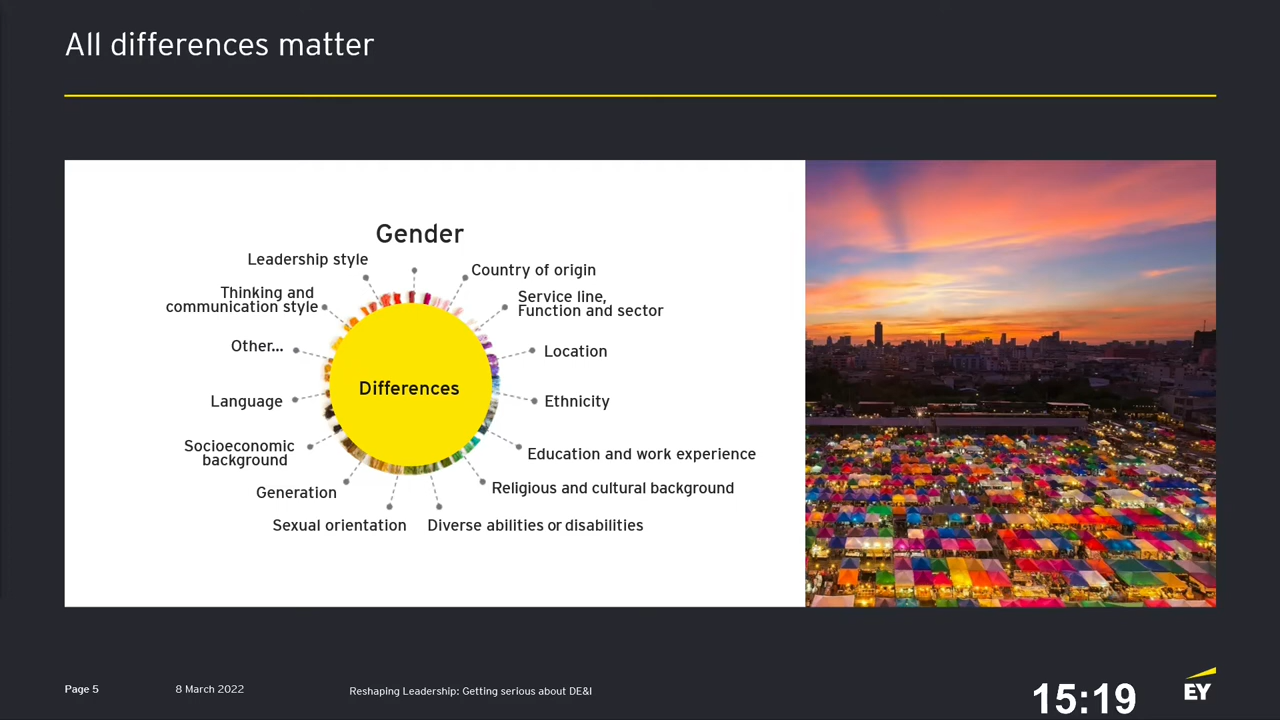 All differences matter
Gender
Leadership style
Country of origin
Thinking and
communication style
Service line,
Function and sector
Other...
Location
Differences
Language
Ethnicity
Socioeconomic
background
Education and work experience
Generation
Religious and cultural background
Sexual orientation
Diverse abilities or disabilities
Page 5
8 March 2022
Reshaping Leadership: Getting serious about DE&I
15:19
EY